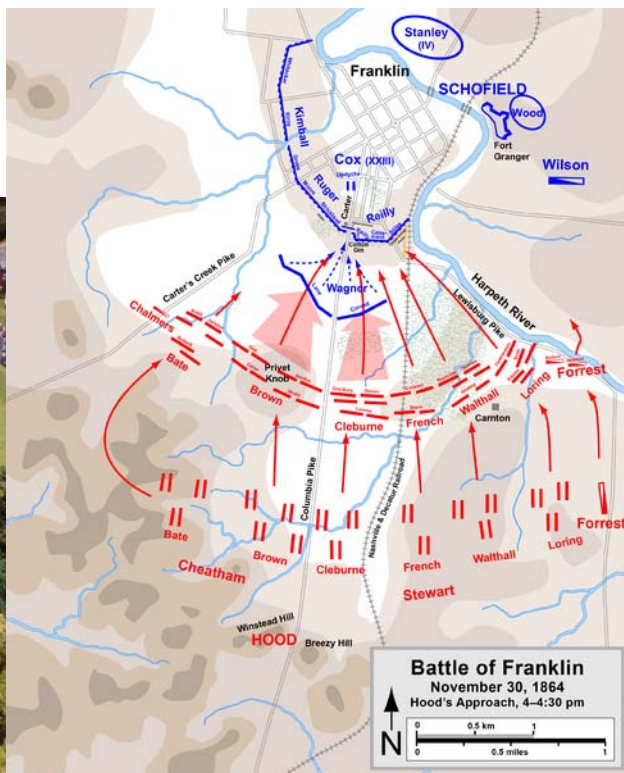 Stanley
(IV)
Franklin
SCHOFIELD
Wood
Fort
Granger
Wilson
Kimball
Cox (XXIII)
Opdycke
Ruger
Carter
Reilly
Cotton
Gin
Wagner
Lane
Conrad
Carter's Creek Pike
Harpeth River
Lewisburg Pike
Chalmers
Bate
Privet
Knob
Brown
Cleburne
French
Walthall
Loring
Forrest
Carnton
Columbia Pike
Nashville & Decatur Railroad
Bate
Brown
Cleburne
French
Walthall
Loring
Forrest
Cheatham
Stewart
Winstead Hill
HOOD
Breezy Hill
Battle of Franklin
November 30, 1864
Hood's Approach, 4–4:30 pm
N
0 0.5 km 1
0 0.5 miles 1